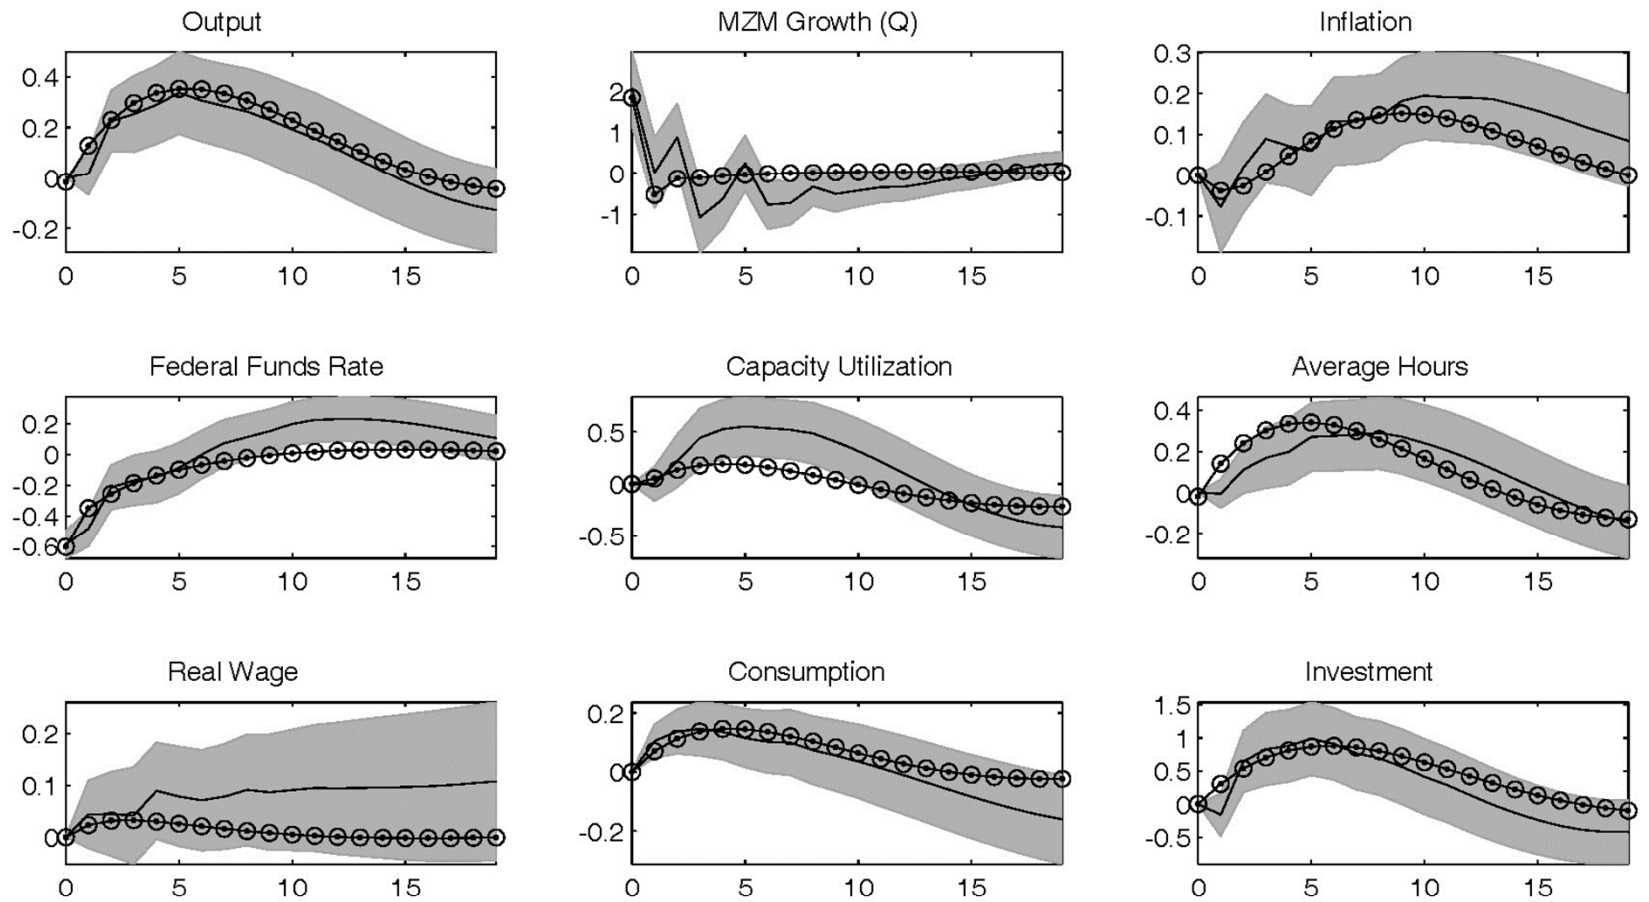 Output
MZM Growth (Q)
Inflation
0.4
0.2
0
-0.2
0 5 10 15
2
1
0
-1
0 5 10 15
0.3
0.2
0.1
0
-0.1
0 5 10 15
Federal Funds Rate
Capacity Utilization
Average Hours
0.2
0
-0.2
-0.4
-0.6
0 5 10 15
0.5
0
-0.5
0 5 10 15
0.4
0.2
0
-0.2
0 5 10 15
Real Wage
Consumption
Investment
0.2
0.1
0
0 5 10 15
0.2
0
-0.2
0 5 10 15
1.5
1
0.5
0
-0.5
0 5 10 15